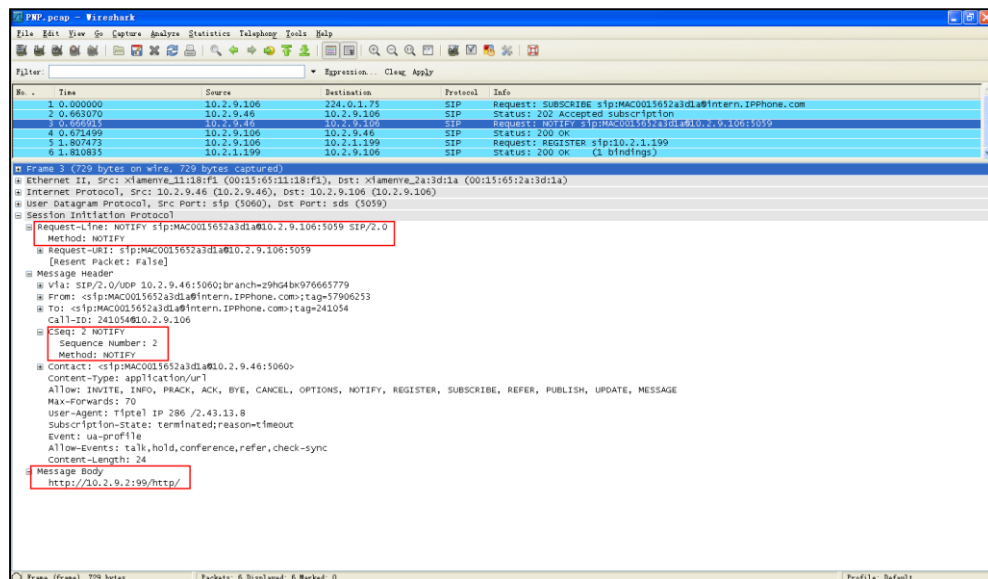 PNP.pcap - Wireshark
File Edit View Go Capture Analyze Statistics Telephony Tools Help
Filter: Expression... Clear Apply
No. . Time Source Destination Protocol Info
1 0.000000 10.2.9.106 224.0.1.75 SIP Request: SUBSCRIBE sip:MAC0015652a3d1a@intern.IPPhone.com
2 0.663070 10.2.9.46 10.2.9.106 SIP Status: 202 Accepted subscription
3 0.666915 10.2.9.46 10.2.9.106 SIP Request: NOTIFY sip:MAC0015652a3d1a@10.2.9.106:5059
4 0.671499 10.2.9.106 10.2.9.46 SIP Status: 200 OK
5 1.807473 10.2.9.106 10.2.1.199 SIP Request: REGISTER sip:10.2.1.199
6 1.810835 10.2.1.199 10.2.9.106 SIP Status: 200 OK (1 bindings)
Frame 3 (729 bytes on wire, 729 bytes captured)
Ethernet II, Src: XiamenYe_11:18:f1 (00:15:65:11:18:f1), Dst: XiamenYe_2a:3d:1a (00:15:65:2a:3d:1a)
Internet Protocol, Src: 10.2.9.46 (10.2.9.46), Dst: 10.2.9.106 (10.2.9.106)
User Datagram Protocol, Src Port: sip (5060), Dst Port: sds (5059)
Session Initiation Protocol
Request-Line: NOTIFY sip:MAC0015652a3d1a@10.2.9.106:5059 SIP/2.0
Method: NOTIFY
Request-URI: sip:MAC0015652a3d1a@10.2.9.106:5059
[Resent Packet: False]
Message Header
Via: SIP/2.0/UDP 10.2.9.46:5060;branch=z9hG4bK976665779
From: <sip:MAC0015652a3d1a@intern.IPPhone.com>;tag=57906253
To: <sip:MAC0015652a3d1a@intern.IPPhone.com>;tag=241054
Call-ID: 241054@10.2.9.106
CSeq: 2 NOTIFY
Sequence Number: 2
Method: NOTIFY
Contact: <sip:MAC0015652a3d1a@10.2.9.46:5060>
Content-Type: application/url
Allow: INVITE, INFO, PRACK, ACK, BYE, CANCEL, OPTIONS, NOTIFY, REGISTER, SUBSCRIBE, REFER, PUBLISH, UPDATE, MESSAGE
Max-Forwards: 70
User-Agent: Tiptel IP 286 /2.43.13.8
Subscription-State: terminated;reason=timeout
Event: ua-profile
Allow-Events: talk,hold,conference,refer,check-sync
Content-Length: 24
Message Body
http://10.2.9.2:99/http/
Frame (frame), 729 bytes Packets: 6 Displayed: 6 Marked: 0 Profile: Default